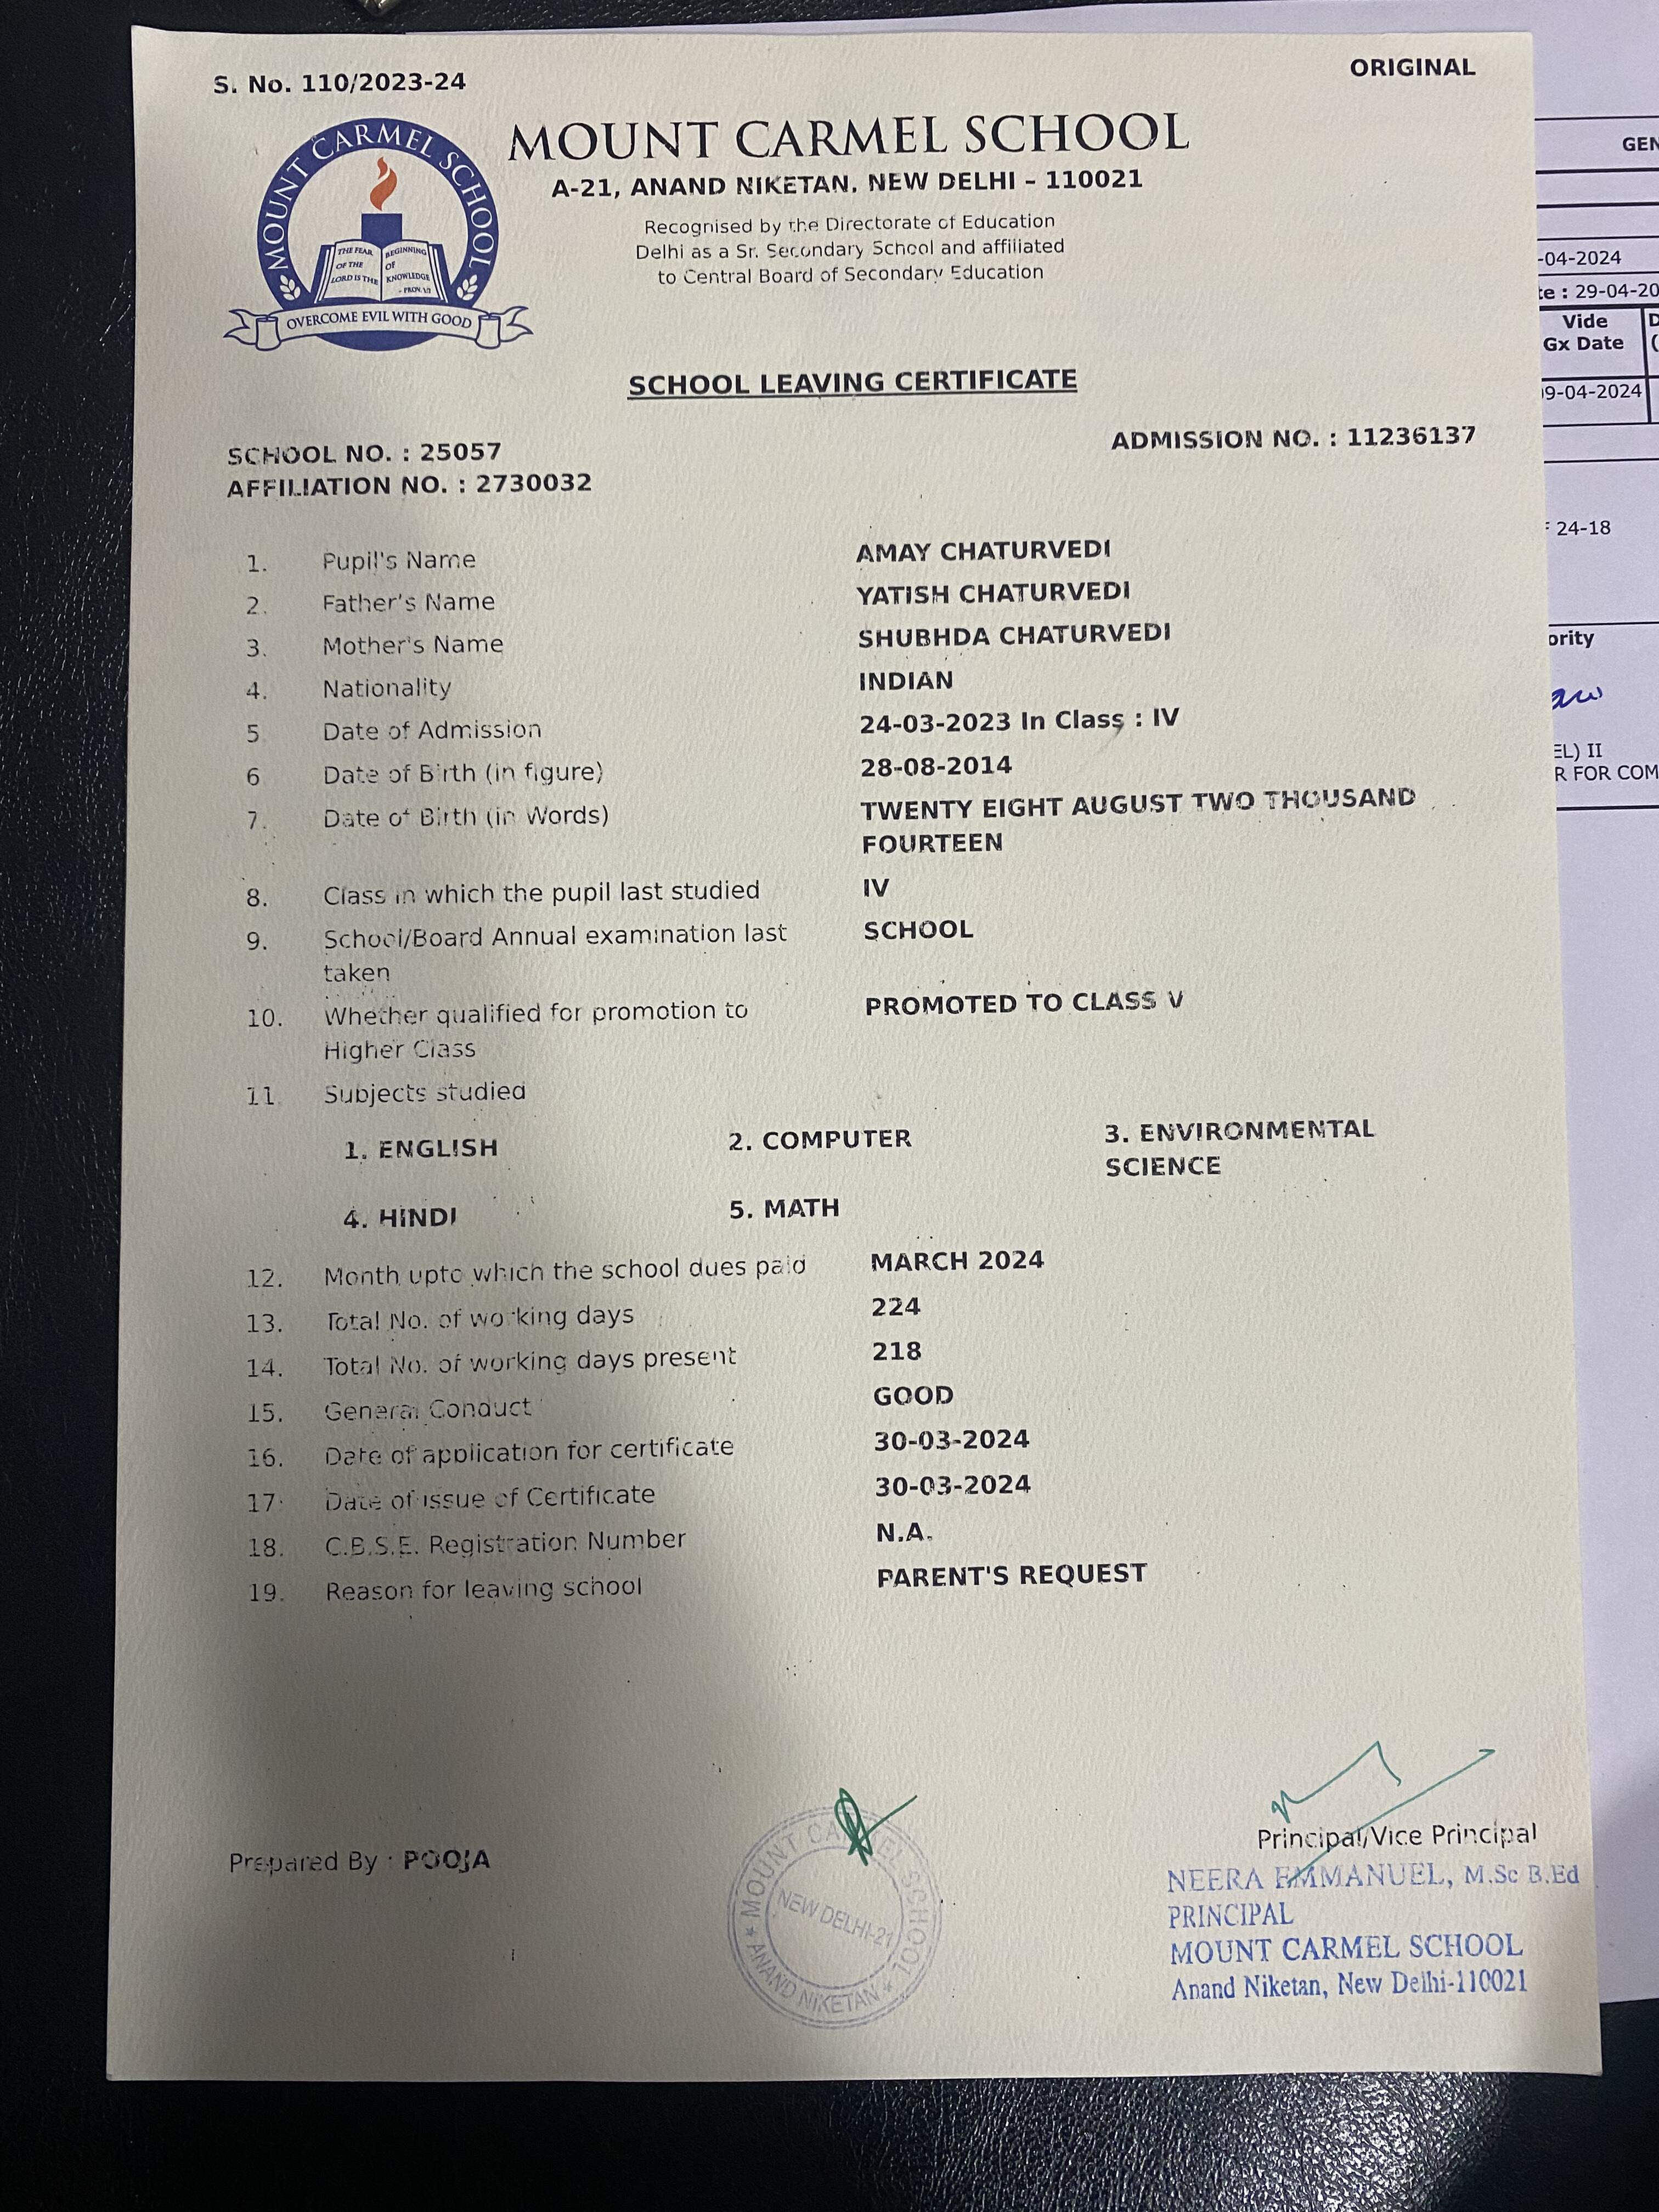 S. No. 110/2023-24
ORIGINAL
MOUNT CARMEL SCHOOL
MOUNT CARMEL SCHOOL
A-21, ANAND NIKETAN, NEW DELHI – 110021
Recognised by the Directorate of Education
Delhi as a Sr. Secondary School and affiliated
to Central Board of Secondary Education
THE FEAR
OF THE
LORD IS THE
BEGINNING
OF
KNOWLEDGE
- PROV. 1:7
OVERCOME EVIL WITH GOOD
SCHOOL LEAVING CERTIFICATE
SCHOOL NO. : 25057
ADMISSION NO. : 11236137
AFFILIATION NO. : 2730032
1. Pupil's Name AMAY CHATURVEDI
2. Father's Name YATISH CHATURVEDI
3. Mother's Name SHUBHDA CHATURVEDI
4. Nationality INDIAN
5 Date of Admission 24-03-2023 In Class : IV
6 Date of Birth (in figure) 28-08-2014
7. Date of Birth (in Words) TWENTY EIGHT AUGUST TWO THOUSAND
FOURTEEN
8. Class in which the pupil last studied IV
9. School/Board Annual examination last SCHOOL
taken
10. Whether qualified for promotion to PROMOTED TO CLASS V
Higher Class
11 Subjects studied
1. ENGLISH 2. COMPUTER 3. ENVIRONMENTAL
SCIENCE
4. HINDI 5. MATH
12. Month upto which the school dues paid MARCH 2024
13. Total No. of working days 224
14. Total No. of working days present 218
15. General Conduct GOOD
16. Date of application for certificate 30-03-2024
17. Date of issue of Certificate 30-03-2024
18. C.B.S.E. Registration Number N.A.
19. Reason for leaving school PARENT'S REQUEST
Prepared By : POOJA
MOUNT CARMEL SCHOOL
NEW DELHI-21
* ANAND NIKETAN *
Principal/Vice Principal
NEERA EMMANUEL, M.Sc B.Ed
PRINCIPAL
MOUNT CARMEL SCHOOL
Anand Niketan, New Delhi-110021
GEN
-04-2024
te : 29-04-20
Vide
Gx Date
09-04-2024
F 24-18
ority
EL) II
R FOR COM